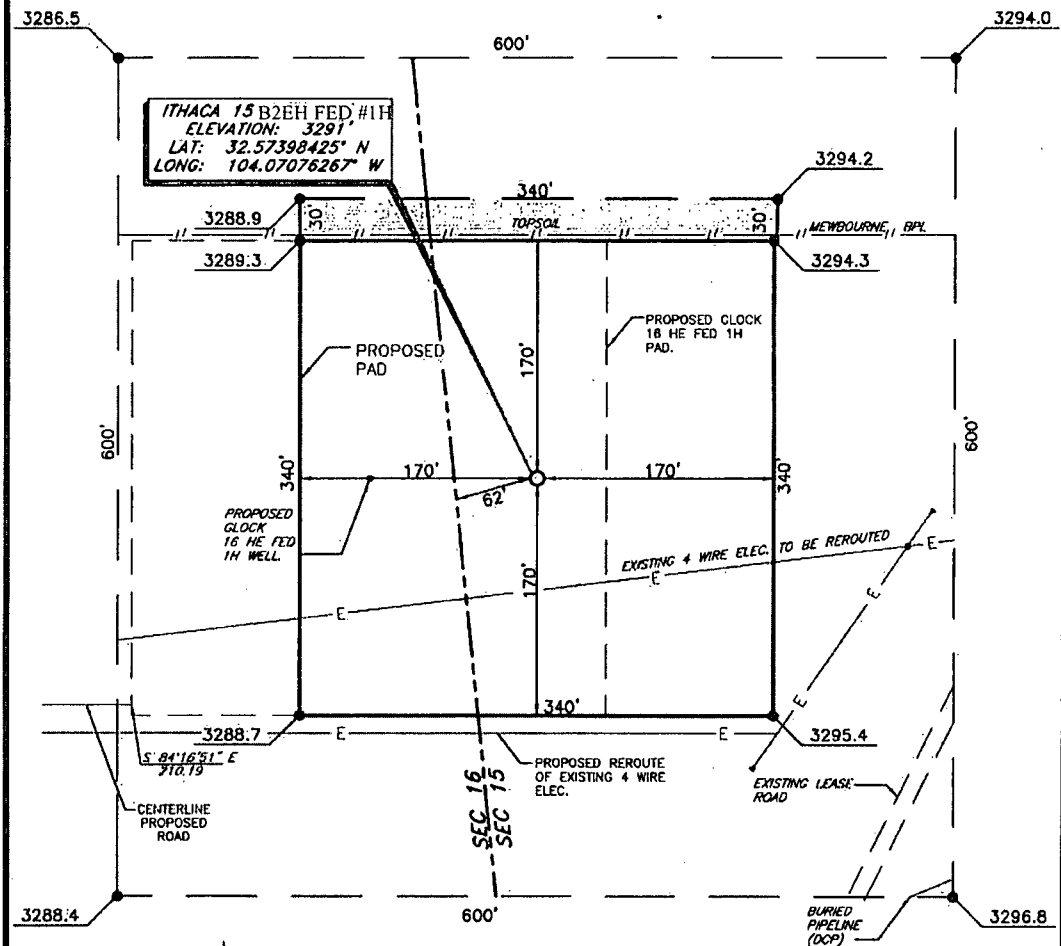 3286.5
3294.0
600'
ITHACA 15 B2EH FED #1H
ELEVATION: 3291'
LAT: 32.57398425° N
LONG: 104.07076267° W
3294.2
340'
3288.9
30'
TOPSOIL
30'
MEWBOURNE BPL
3289.3
3294.3
PROPOSED
PAD
170'
PROPOSED GLOCK
16 HE FED 1H
PAD.
600'
600'
340'
170'
170'
340'
62'
PROPOSED
GLOCK
16 HE FED
1H WELL.
EXISTING 4 WIRE ELEC. TO BE REROUTED
E
E
E
E
170'
E
340'
3288.7
E
E
3295.4
S 84°16'51" E
210.19
PROPOSED REROUTE
OF EXISTING 4 WIRE
ELEC.
EXISTING LEASE
ROAD
CENTERLINE
PROPOSED
ROAD
SEC 16
SEC 15
3288.4
600'
BURIED
PIPELINE
(DCP)
3296.8